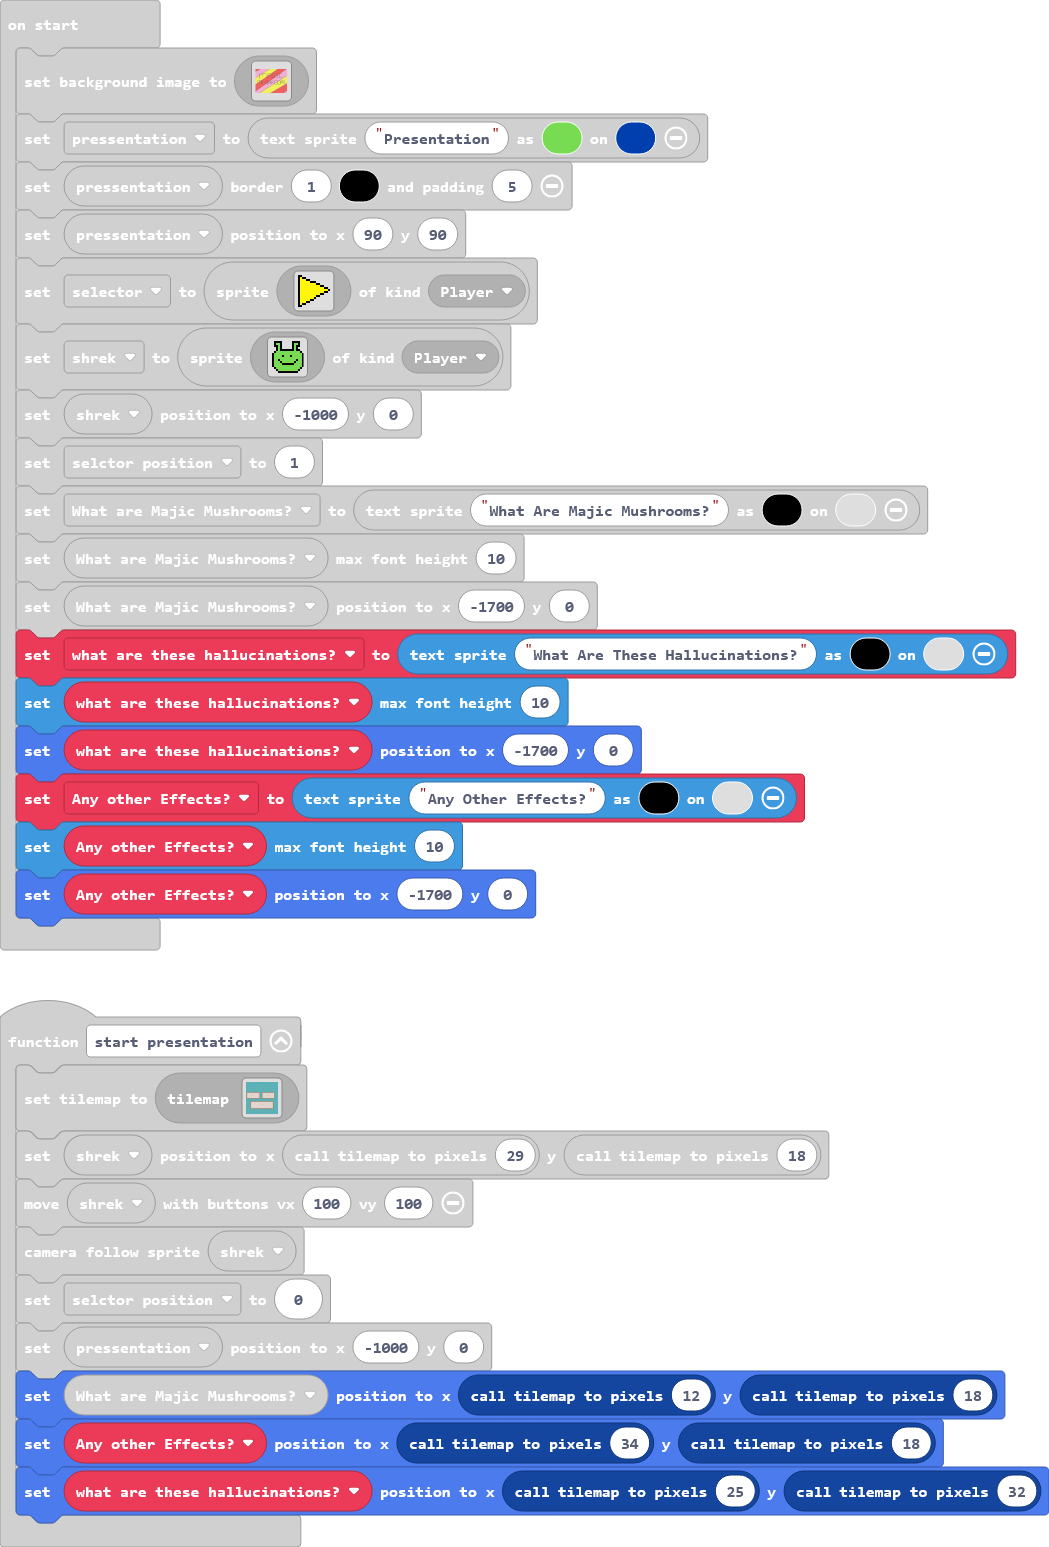 on start
set background image to
set pressentation to text sprite "Presentation" as on
set pressentation border 1 and padding 5
set pressentation position to x 90 y 90
set selector to sprite of kind Player
set shrek to sprite of kind Player
set shrek position to x -1000 y 0
set selctor position to 1
set What are Majic Mushrooms? to text sprite "What Are Majic Mushrooms?" as on
set What are Majic Mushrooms? max font height 10
set What are Majic Mushrooms? position to x -1700 y 0
set what are these hallucinations? to text sprite "What Are These Hallucinations?" as on
set what are these hallucinations? max font height 10
set what are these hallucinations? position to x -1700 y 0
set Any other Effects? to text sprite "Any Other Effects?" as on
set Any other Effects? max font height 10
set Any other Effects? position to x -1700 y 0
function start presentation
set tilemap to tilemap
set shrek position to x call tilemap to pixels 29 y call tilemap to pixels 18
move shrek with buttons vx 100 vy 100
camera follow sprite shrek
set selctor position to 0
set pressentation position to x -1000 y 0
set What are Majic Mushrooms? position to x call tilemap to pixels 12 y call tilemap to pixels 18
set Any other Effects? position to x call tilemap to pixels 34 y call tilemap to pixels 18
set what are these hallucinations? position to x call tilemap to pixels 25 y call tilemap to pixels 32